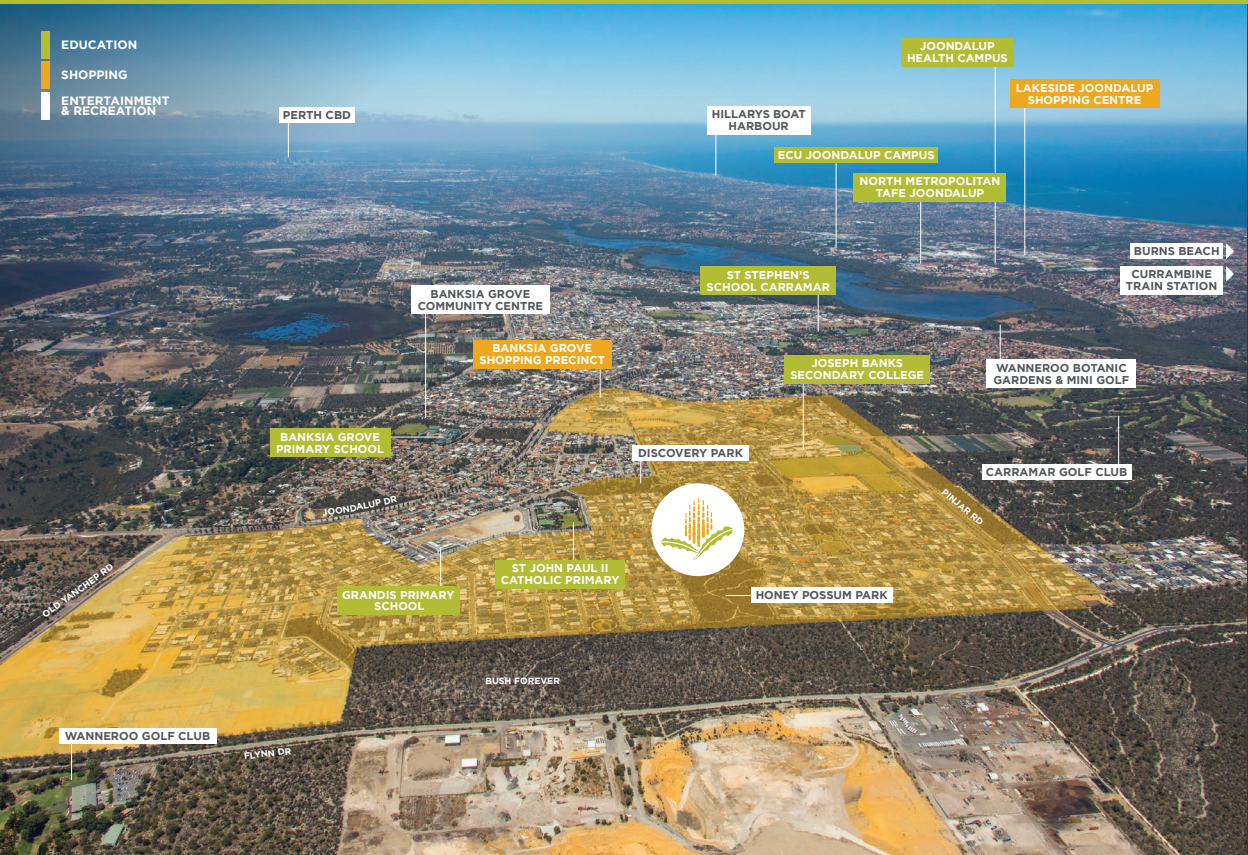 EDUCATION
SHOPPING
ENTERTAINMENT
& RECREATION
JOONDALUP
HEALTH CAMPUS
LAKESIDE JOONDALUP
SHOPPING CENTRE
PERTH CBD
HILLARYS BOAT
HARBOUR
ECU JOONDALUP CAMPUS
NORTH METROPOLITAN
TAFE JOONDALUP
BURNS BEACH
CURRAMBINE
TRAIN STATION
ST STEPHEN'S
SCHOOL CARRAMAR
BANKSIA GROVE
COMMUNITY CENTRE
BANKSIA GROVE
SHOPPING PRECINCT
JOSEPH BANKS
SECONDARY COLLEGE
WANNEROO BOTANIC
GARDENS & MINI GOLF
BANKSIA GROVE
PRIMARY SCHOOL
DISCOVERY PARK
CARRAMAR GOLF CLUB
JOONDALUP DR
PINJAR RD
OLD YANCHEP RD
ST JOHN PAUL II
CATHOLIC PRIMARY
GRANDIS PRIMARY
SCHOOL
HONEY POSSUM PARK
BUSH FOREVER
WANNEROO GOLF CLUB
FLYNN DR